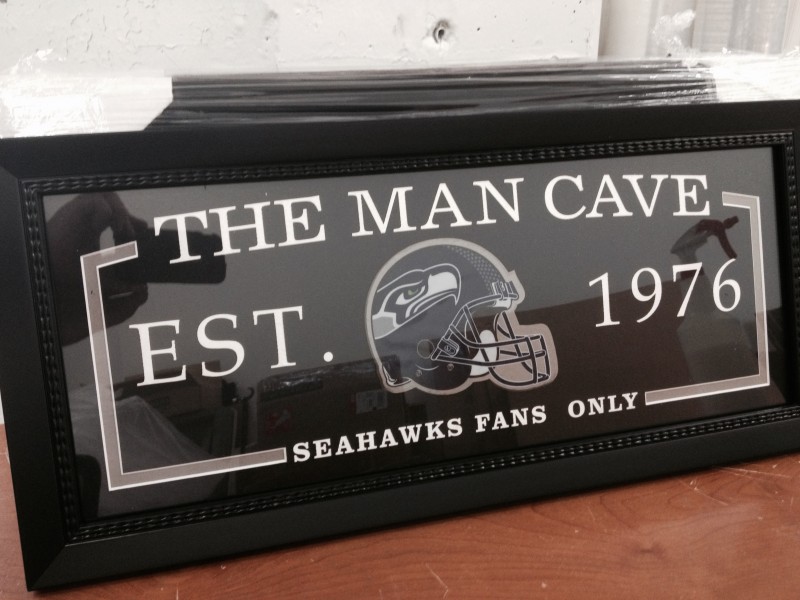 THE MAN CAVE
EST. 1976
SEAHAWKS FANS ONLY